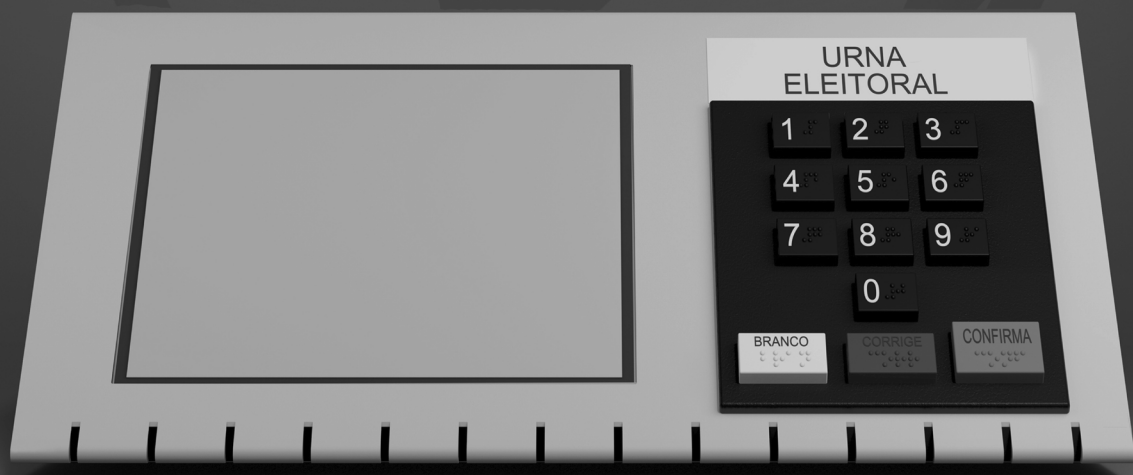 URNA
ELEITORAL
1 2 3
4 5 6
7 8 9
0
BRANCO CORRIGE CONFIRMA